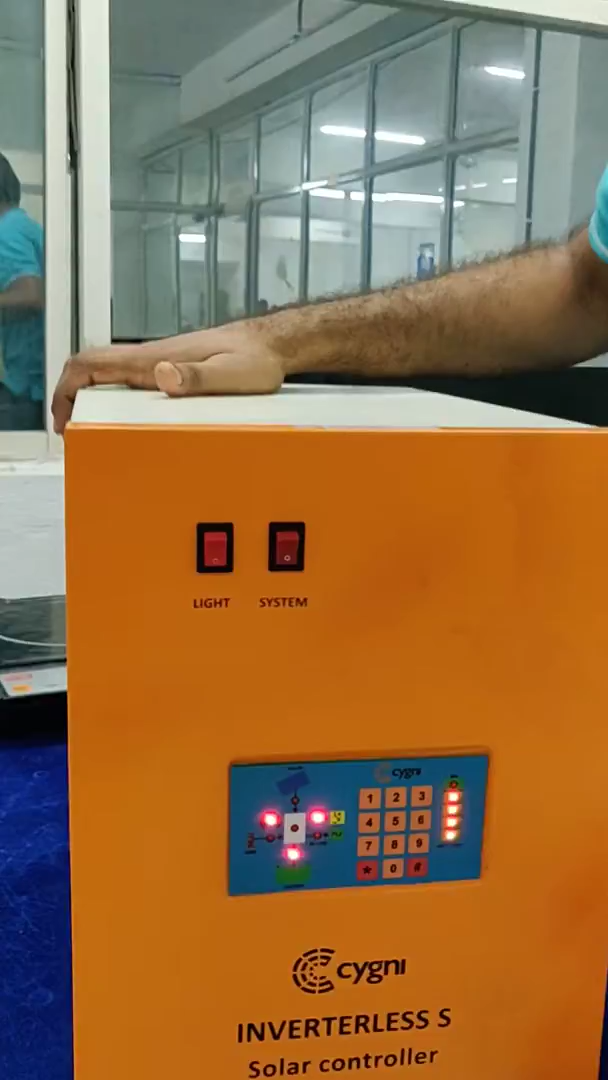 LIGHT SYSTEM
cygni
1 2 3
4 5 6
7 8 9
* 0 #
cygni
INVERTERLESS S
Solar controller